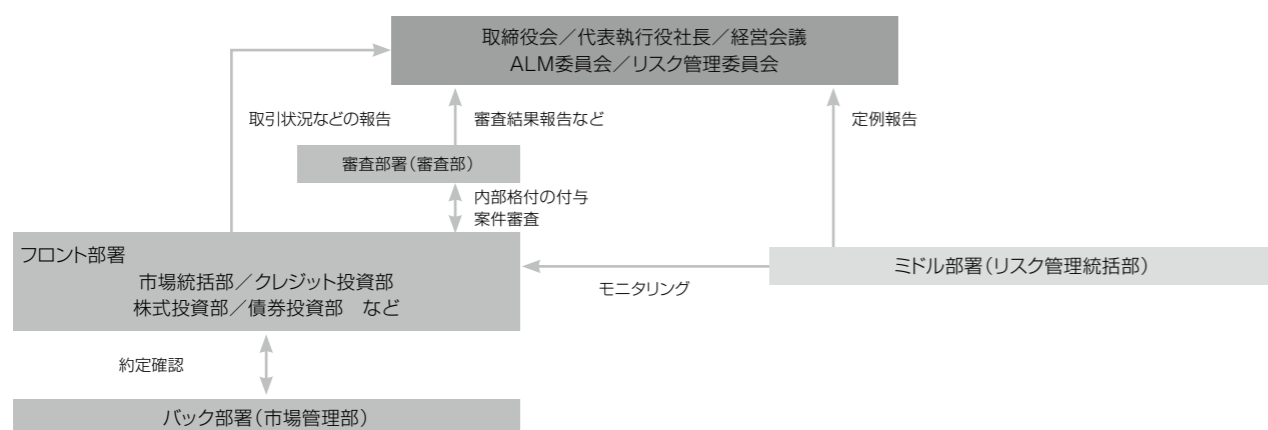 取締役会／代表執行役社長／経営会議
ALM委員会／リスク管理委員会
取引状況などの報告
審査結果報告など
定例報告
審査部署（審査部）
内部格付の付与
案件審査
フロント部署
市場統括部／クレジット投資部
株式投資部／債券投資部　など
モニタリング
ミドル部署（リスク管理統括部）
約定確認
バック部署（市場管理部）